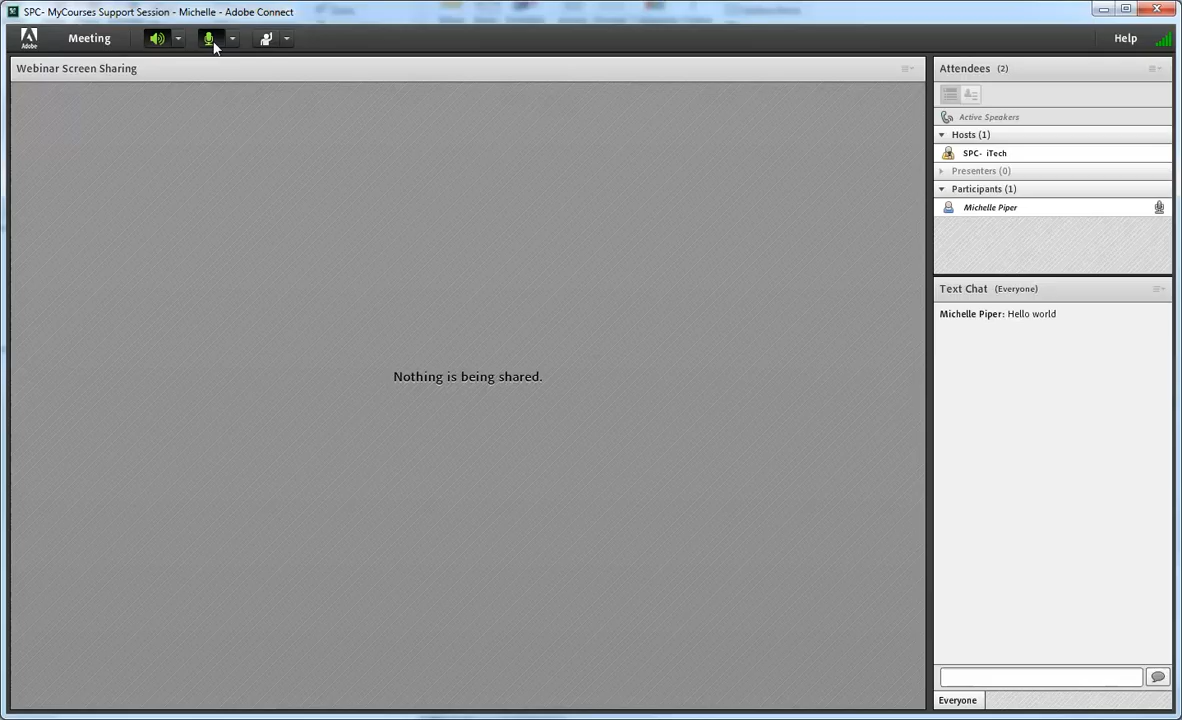 SPC- MyCourses Support Session - Michelle - Adobe Connect
Adobe
Meeting
Help
Webinar Screen Sharing
Nothing is being shared.
Attendees (2)
Active Speakers
Hosts (1)
SPC- iTech
Presenters (0)
Participants (1)
Michelle Piper
Text Chat (Everyone)
Michelle Piper: Hello world
Everyone